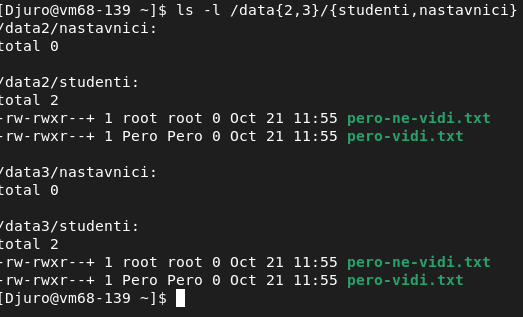 [Djuro@vm68-139 ~]$ ls -l /data{2,3}/{studenti,nastavnici}
/data2/nastavnici:
total 0

/data2/studenti:
total 2
-rw-rwxr--+ 1 root root 0 Oct 21 11:55 pero-ne-vidi.txt
-rw-rwxr--+ 1 Pero Pero 0 Oct 21 11:55 pero-vidi.txt

/data3/nastavnici:
total 0

/data3/studenti:
total 2
-rw-rwxr--+ 1 root root 0 Oct 21 11:55 pero-ne-vidi.txt
-rw-rwxr--+ 1 Pero Pero 0 Oct 21 11:55 pero-vidi.txt
[Djuro@vm68-139 ~]$